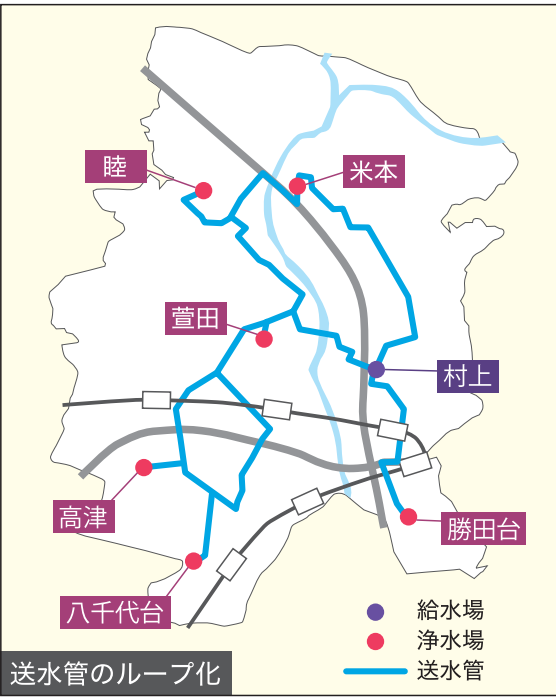 睦
米本
萱田
村上
高津
勝田台
八千代台
給水場
浄水場
送水管
送水管のループ化